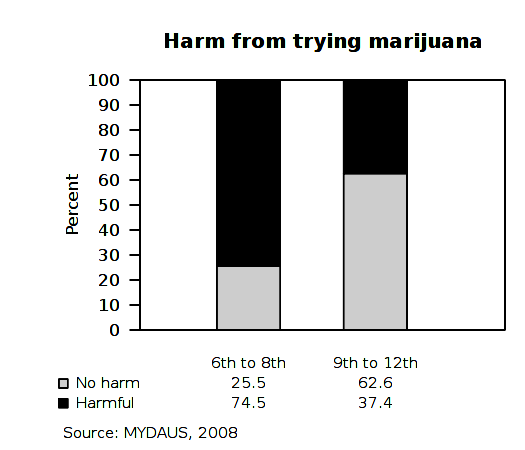 Harm from trying marijuana
100
90
80
70
60
50
40
30
20
10
0
Percent
6th to 8th 9th to 12th
No harm 25.5 62.6
Harmful 74.5 37.4
Source: MYDAUS, 2008